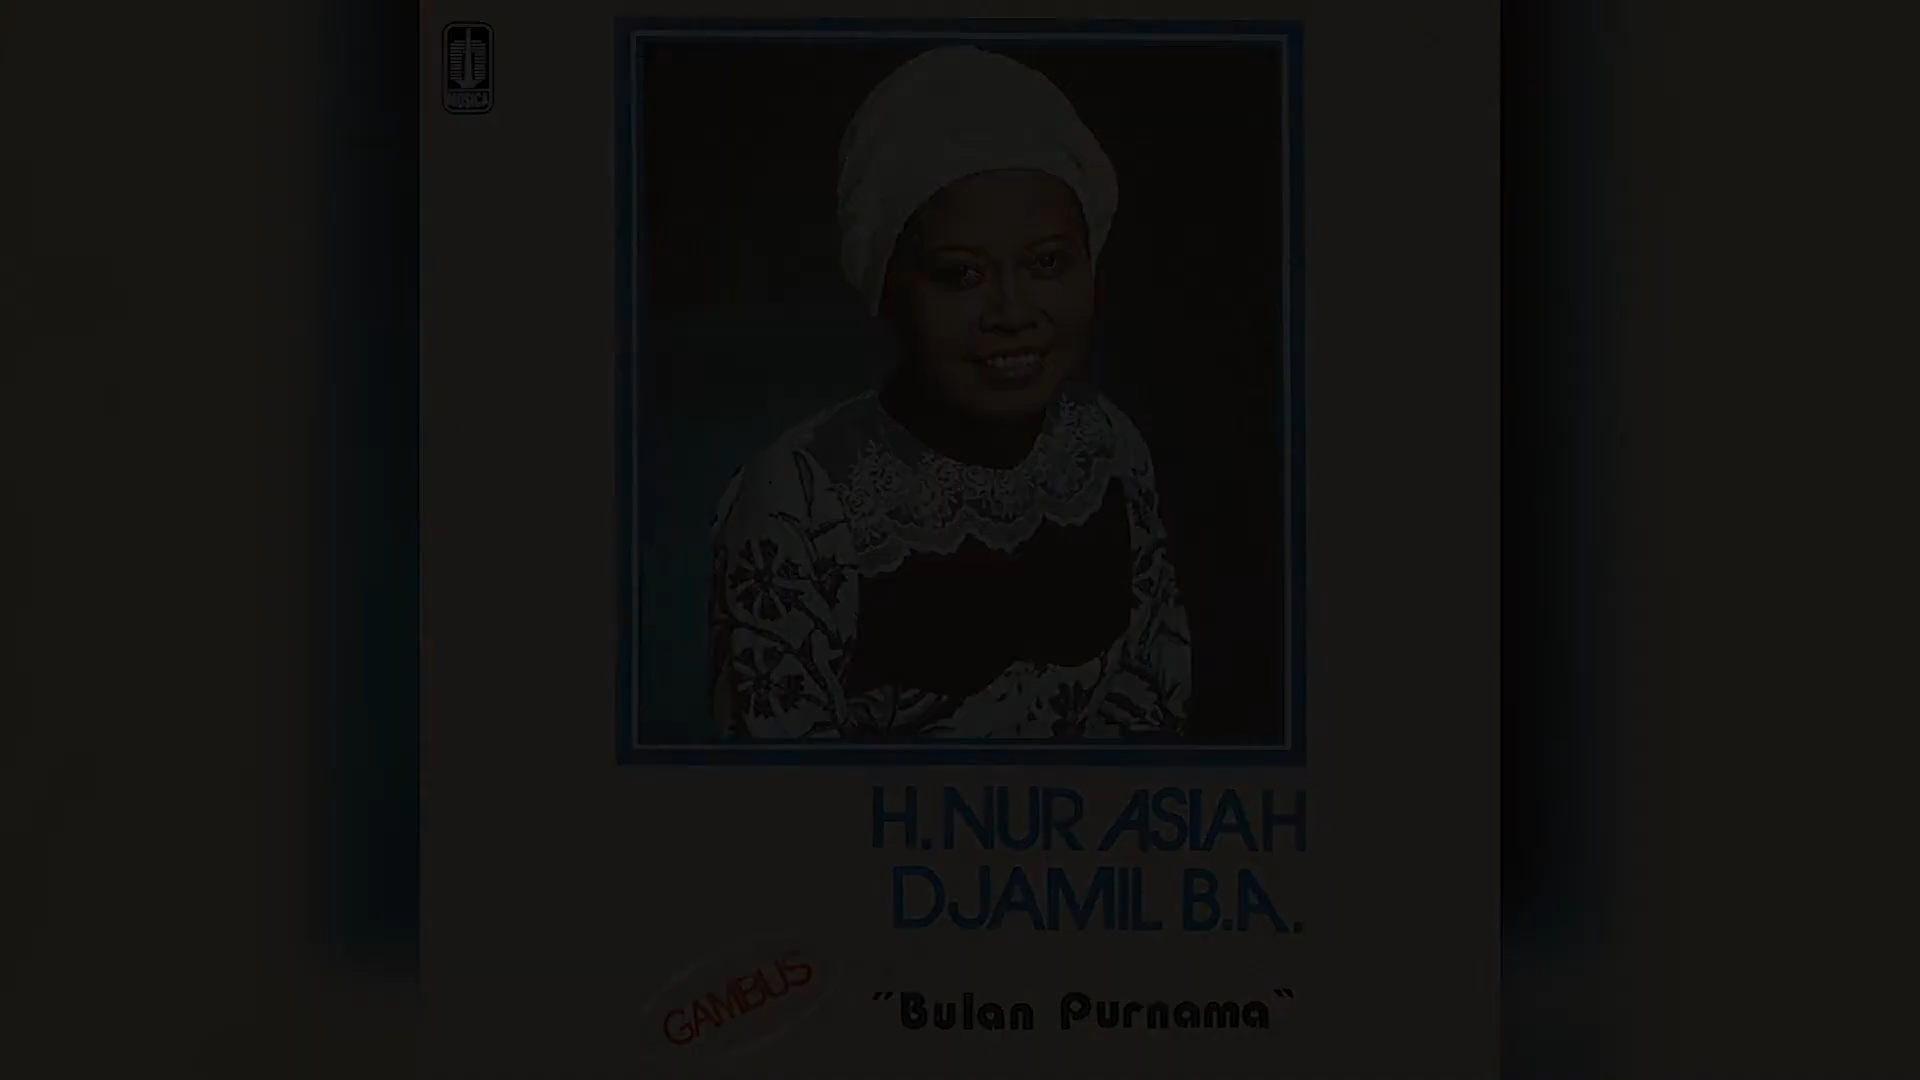 MUSICA
H. NUR ASIAH
DJAMIL B.A.
GAMBUS
"Bulan Purnama"